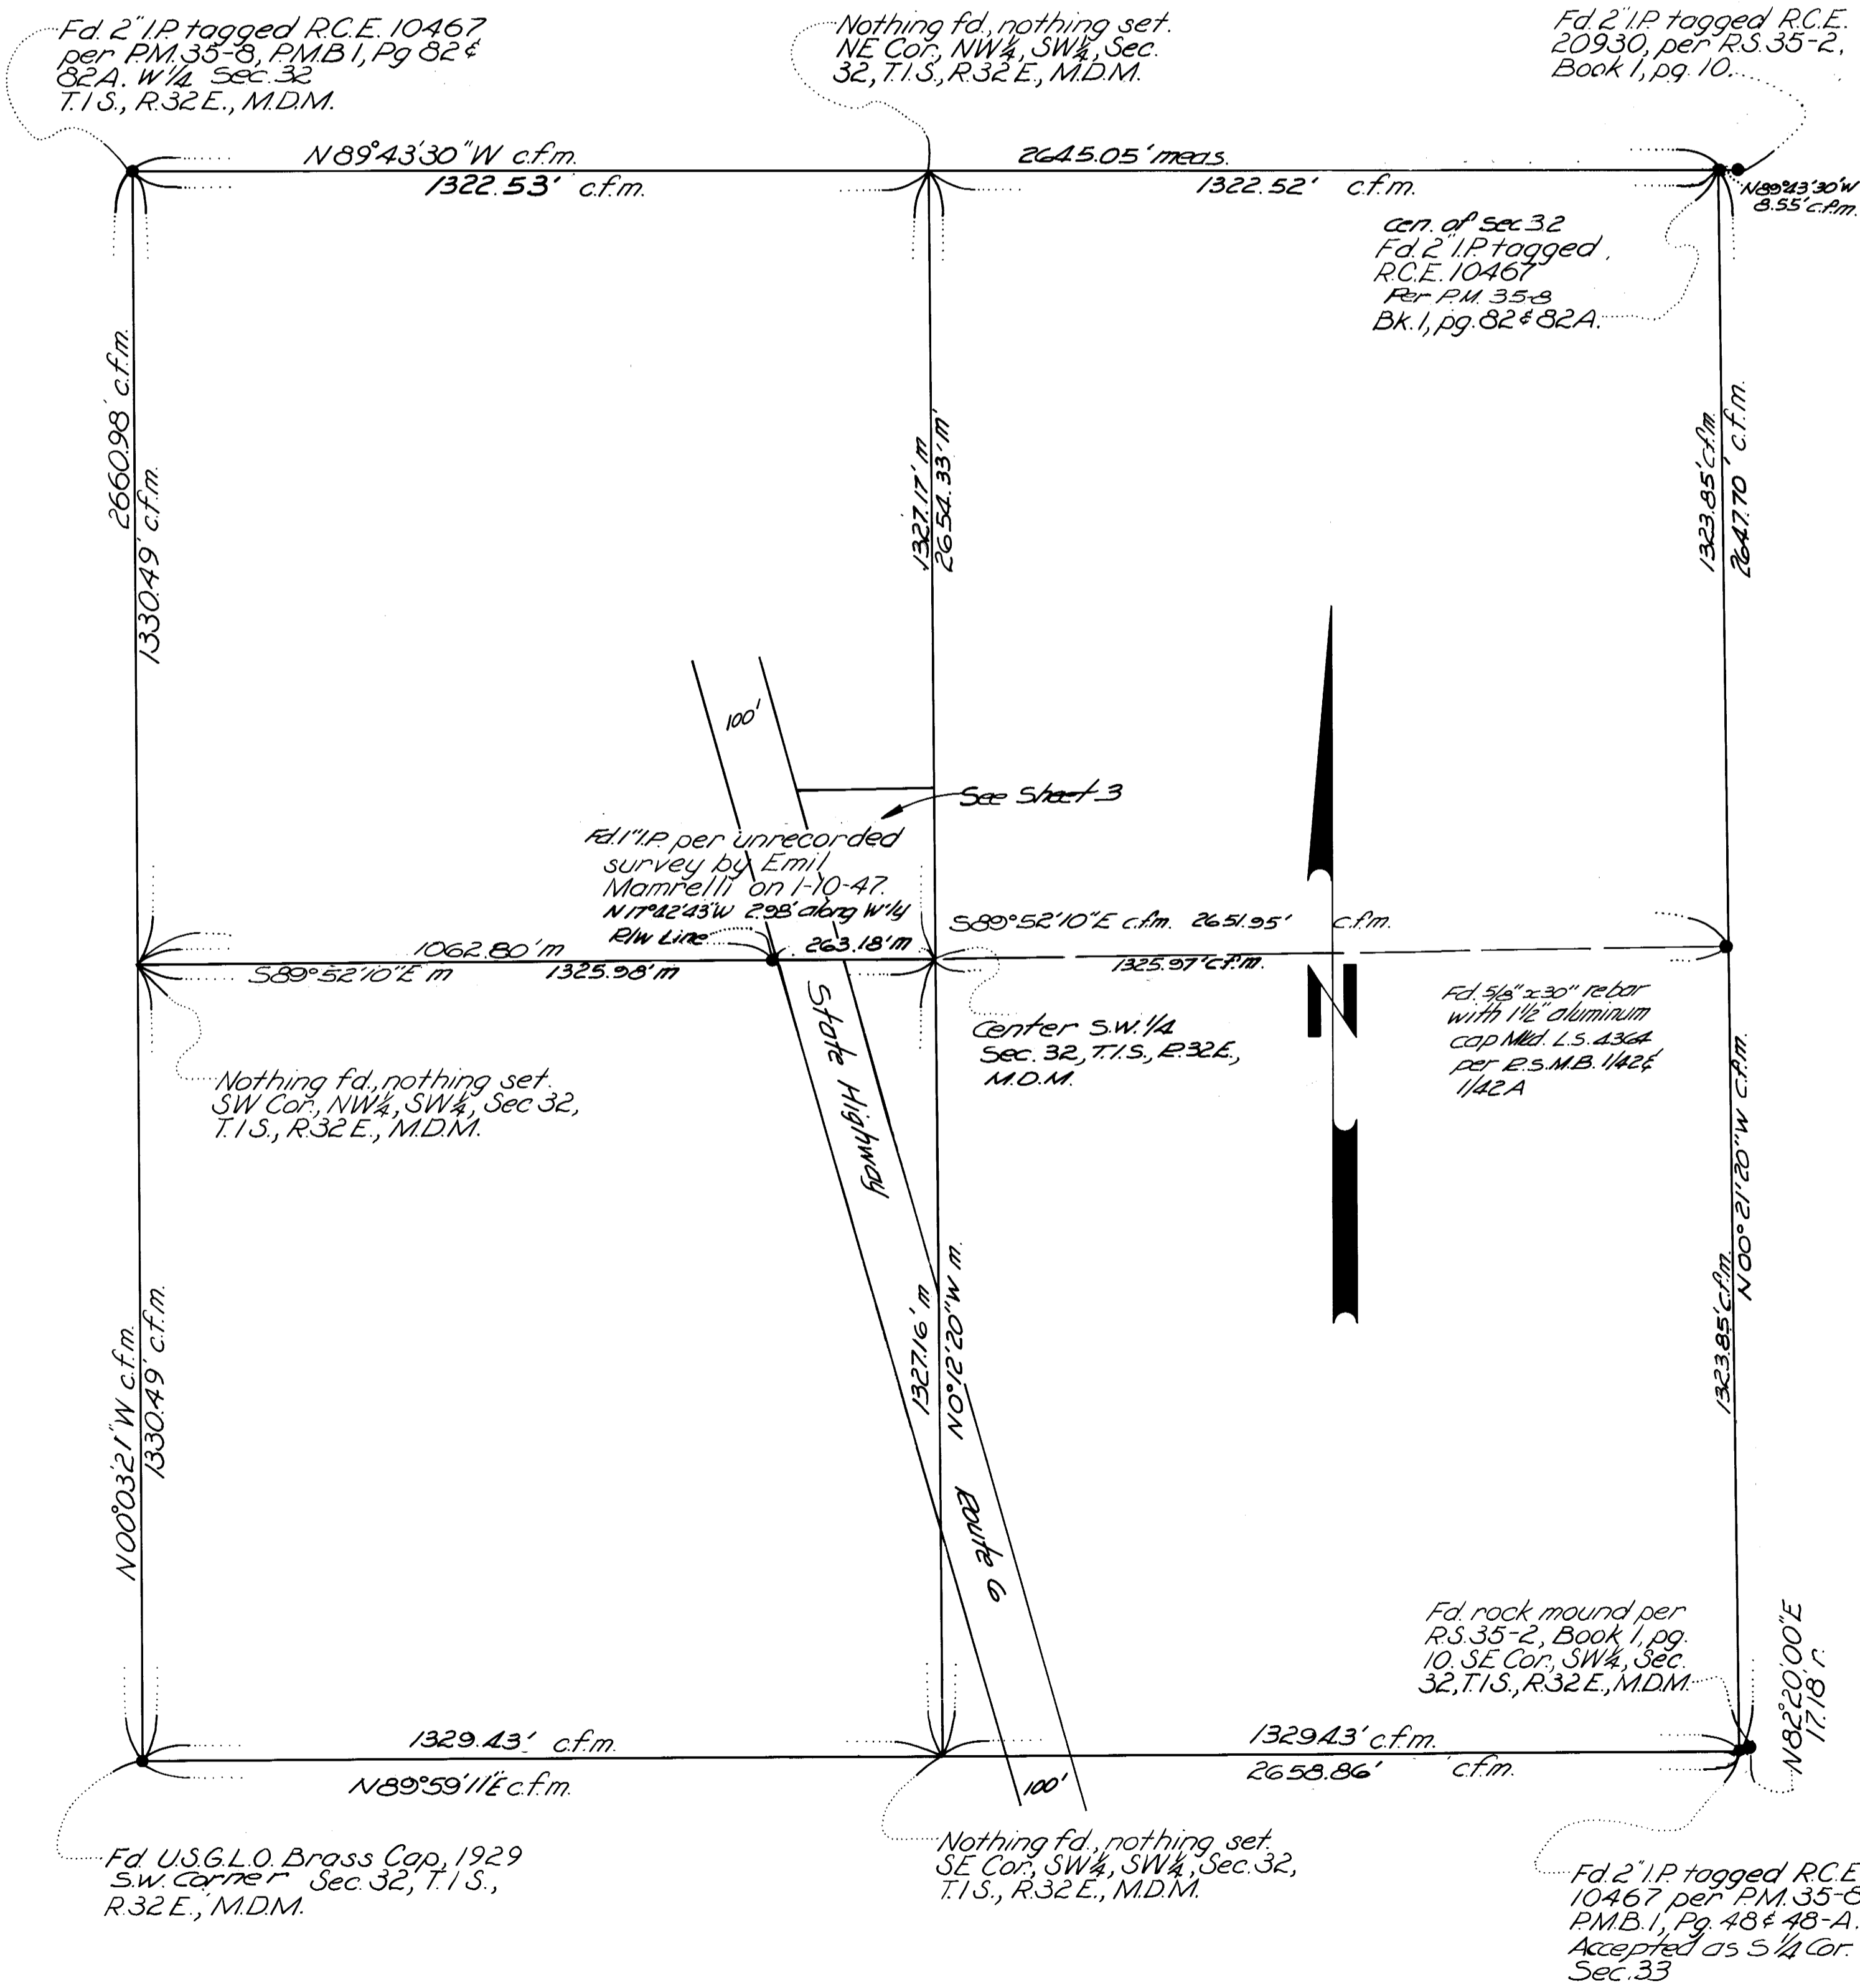 Fd. 2" I.P. tagged R.C.E. 10467
per P.M. 35-8, P.M.B 1, Pg 82 &
82A. W 1/4 Sec. 32
T.1S., R.32E., M.D.M.
Nothing fd., nothing set.
NE Cor., NW¼, SW¼, Sec.
32, T.1S., R.32E., M.D.M.
Fd. 2" I.P. tagged R.C.E.
20930, per R.S. 35-2,
Book 1, pg. 10.
N89°43'30"W c.f.m.
2645.05' meas.
1322.53' c.f.m.
1322.52' c.f.m.
N89°43'30"W
8.55' c.f.m.
cen. of sec 32
Fd. 2" I.P. tagged
R.C.E. 10467
Per P.M. 35-8
Bk. 1, pg. 82 & 82A.
2660.98' c.f.m.
1330.49' c.f.m.
1327.17' m
2654.33' m
1323.85' c.f.m.
2647.70' c.f.m.
100'
See Sheet 3
Fd. 1" I.P. per unrecorded
survey by Emil
Mamrelli on 1-10-47.
N17°42'43"W 2.98' along W'ly
R/W Line
1062.80' m
263.18' m
S89°52'10"E m
1325.98' m
S89°52'10"E c.f.m. 2651.95' c.f.m.
1325.97' c.f.m.
N
Fd. 5/8" x 30" rebar
with 1 1/2" aluminum
cap Mkd. L.S. 4364
per R.S.M.B. 1/42 &
1/42A
Center S.W. 1/4
Sec. 32, T.1S., R.32E.,
M.D.M.
Nothing fd., nothing set.
SW Cor., NW¼, SW¼, Sec 32,
T.1S., R.32E., M.D.M.
State Highway
Route 6
N00°03'21"W c.f.m.
1330.49' c.f.m.
1327.16' m
N0°12'20"W m.
N00°21'20"W c.f.m.
1323.85' c.f.m.
Fd. rock mound per
R.S. 35-2, Book 1, pg.
10. SE Cor., SW¼, Sec.
32, T.1S., R.32E., M.D.M.
N82°20'00"E
17.18' r.
1329.43' c.f.m.
N89°59'11"E c.f.m.
1329.43' c.f.m.
2658.86' c.f.m.
100'
Fd. U.S.G.L.O. Brass Cap, 1929
S.W. Corner Sec. 32, T.1S.,
R.32E., M.D.M.
Nothing fd., nothing set.
SE Cor., SW¼, SW¼, Sec. 32,
T.1S., R.32E., M.D.M.
Fd. 2" I.P. tagged R.C.E
10467 per P.M. 35-8
P.M.B. 1, Pg. 48 & 48-A.
Accepted as S 1/4 Cor.
Sec. 33